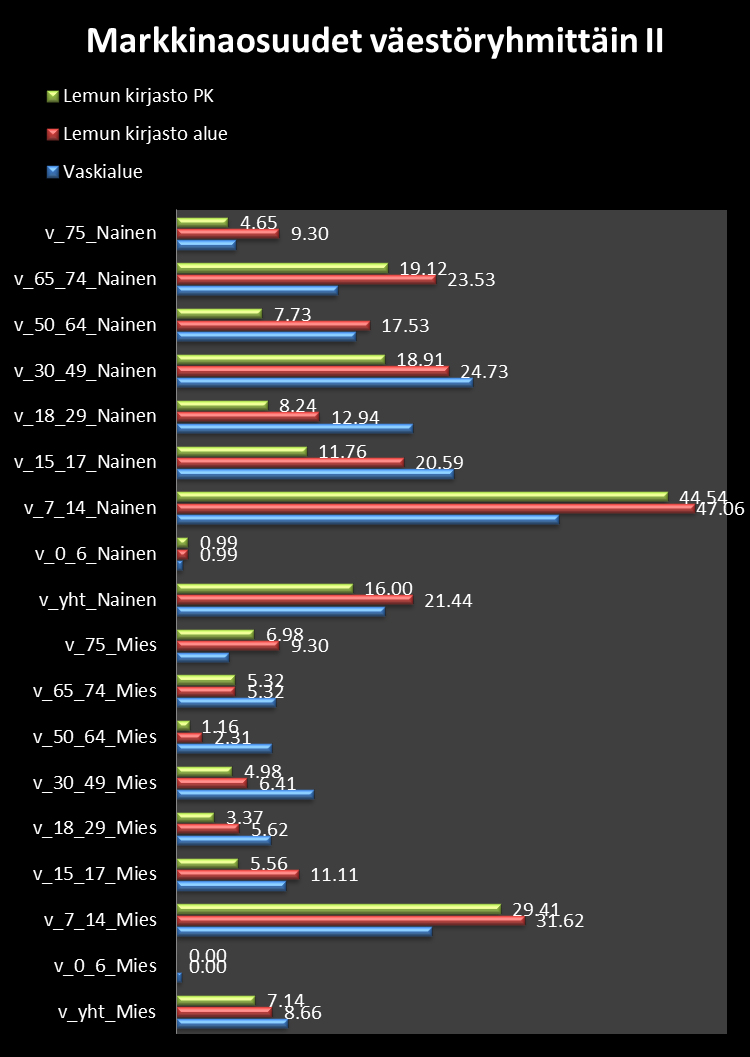 Markkinaosuudet väestöryhmittäin II
Lemun kirjasto PK
Lemun kirjasto alue
Vaskialue
v_75_Nainen 4.65 9.30
v_65_74_Nainen 19.12 23.53
v_50_64_Nainen 7.73 17.53
v_30_49_Nainen 18.91 24.73
v_18_29_Nainen 8.24 12.94
v_15_17_Nainen 11.76 20.59
v_7_14_Nainen 44.54 47.06
v_0_6_Nainen 0.99 0.99
v_yht_Nainen 16.00 21.44
v_75_Mies 6.98 9.30
v_65_74_Mies 5.32 5.32
v_50_64_Mies 1.16 2.31
v_30_49_Mies 4.98 6.41
v_18_29_Mies 3.37 5.62
v_15_17_Mies 5.56 11.11
v_7_14_Mies 29.41 31.62
v_0_6_Mies 0.00 0.00
v_yht_Mies 7.14 8.66